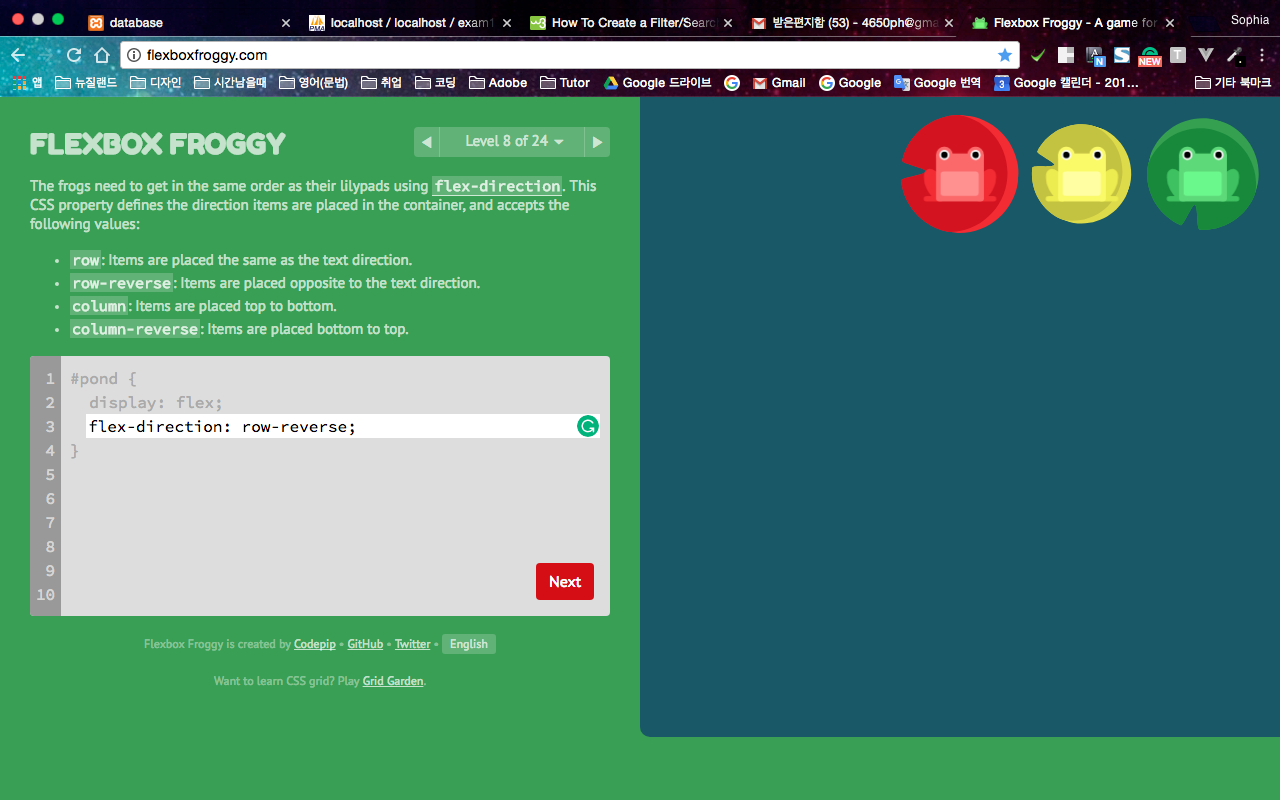 database
localhost / localhost / exam1
How To Create a Filter/Searc
받은편지함 (53) - 4650ph@gma
Flexbox Froggy - A game for
Sophia
flexboxfroggy.com
N
NEW
T
앱
뉴질랜드
디자인
시간남을때
영어(문법)
취업
코딩
Adobe
Tutor
Google 드라이브
Gmail
Google
Google 번역
3
Google 캘린더 - 201...
기타 북마크
FLEXBOX FROGGY
Level 8 of 24
The frogs need to get in the same order as their lilypads using flex-direction. This
CSS property defines the direction items are placed in the container, and accepts the
following values:
• row: Items are placed the same as the text direction.
• row-reverse: Items are placed opposite to the text direction.
• column: Items are placed top to bottom.
• column-reverse: Items are placed bottom to top.
1 #pond {
2 display: flex;
3 flex-direction: row-reverse;
4 }
5
6
7
8
9
10
Next
Flexbox Froggy is created by Codepip • GitHub • Twitter • English
Want to learn CSS grid? Play Grid Garden.